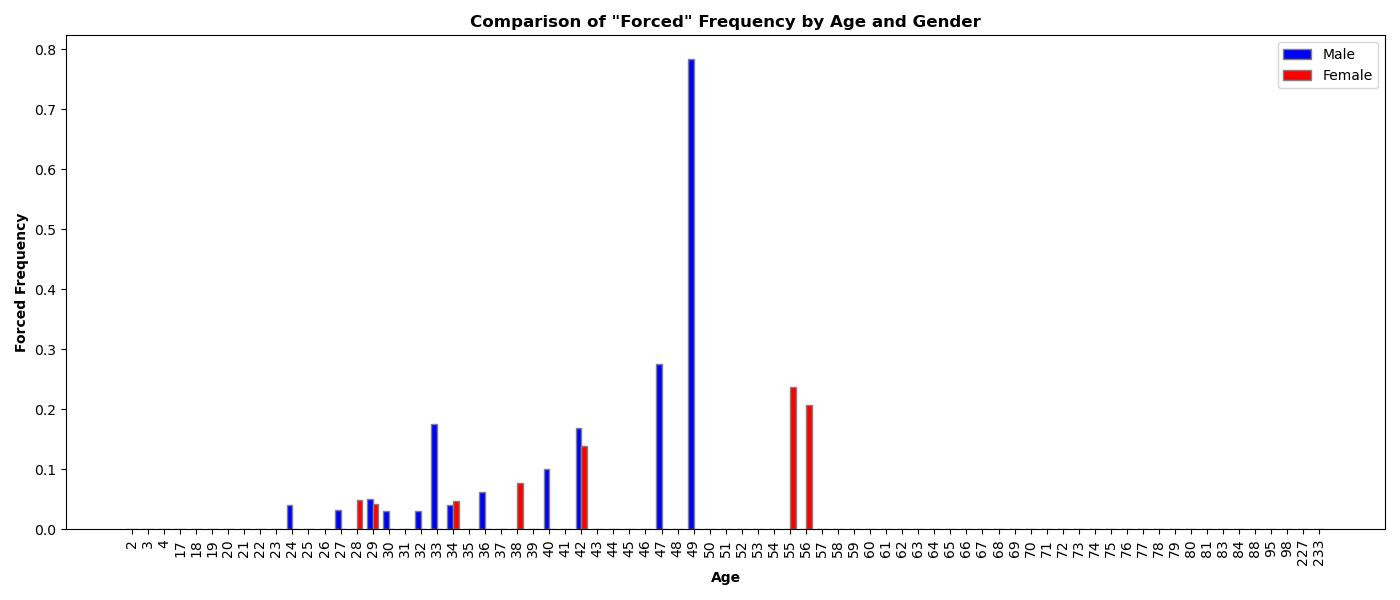 Comparison of "Forced" Frequency by Age and Gender
Male
Female
Forced Frequency
0.8
0.7
0.6
0.5
0.4
0.3
0.2
0.1
0.0
2 3 4 17 18 19 20 21 22 23 24 25 26 27 28 29 30 31 32 33 34 35 36 37 38 39 40 41 42 43 44 45 46 47 48 49 50 51 52 53 54 55 56 57 58 59 60 61 62 63 64 65 66 67 68 69 70 71 72 73 74 75 76 77 78 79 80 81 83 84 88 95 98 227 233
Age